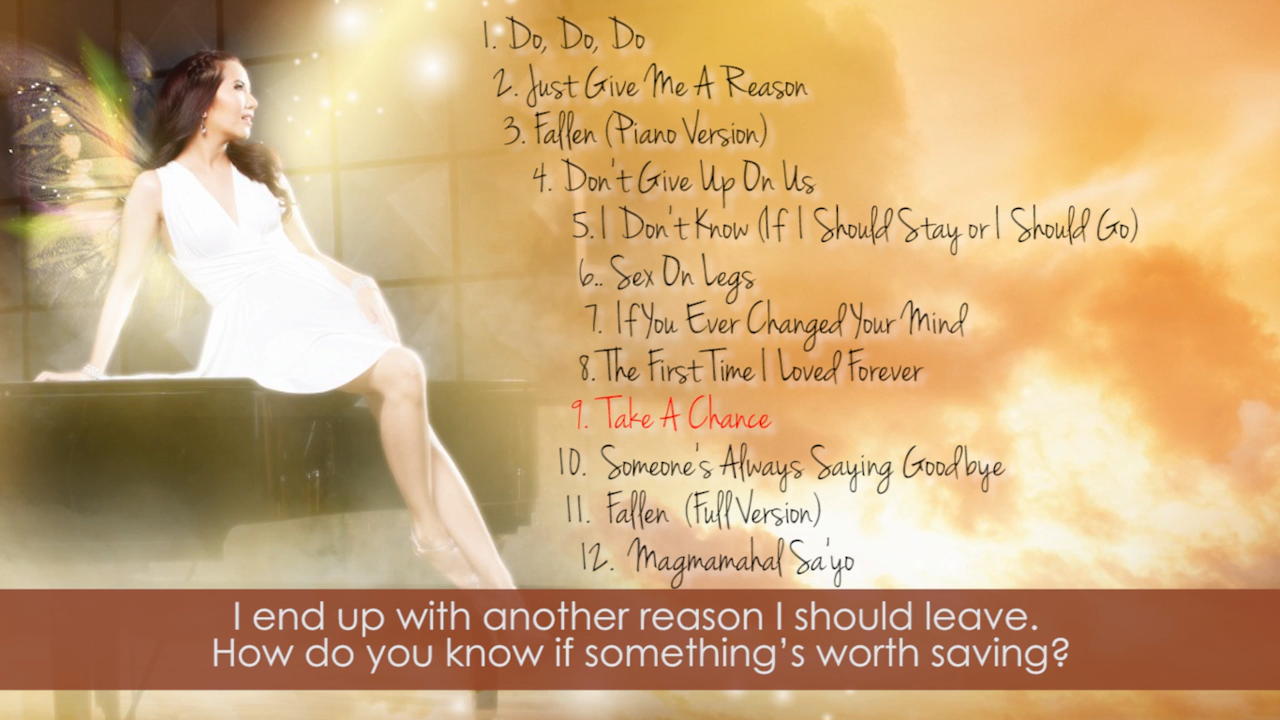 1. Do, Do, Do
2. Just Give Me A Reason
3. Fallen (Piano Version)
4. Don't Give Up On Us
5. I Don't Know (If I Should Stay or I Should Go)
6.. Sex On Legs
7. If You Ever Changed Your Mind
8. The First Time I Loved Forever
9. Take A Chance
10. Someone's Always Saying Goodbye
11. Fallen (Full Version)
12. Magmamahal Sa'yo
I end up with another reason I should leave.
How do you know if something's worth saving?